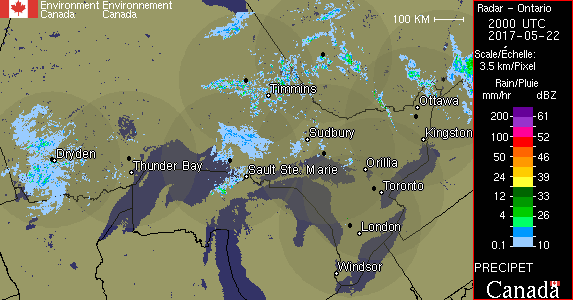 Environment Environnement
Canada Canada
100 KM
Timmins
Ottawa
Sudbury
Kingston
Dryden
Thunder Bay
Sault Ste. Marie
Orillia
Toronto
London
Windsor
Radar - Ontario
2000 UTC
2017-05-22
Scale/Échelle:
3.5 km/Pixel
Rain/Pluie
mm/hr dBZ
200 61
100 52
50 46
24 39
12 33
4 26
1 18
0.1 10
PRECIPET
Canada